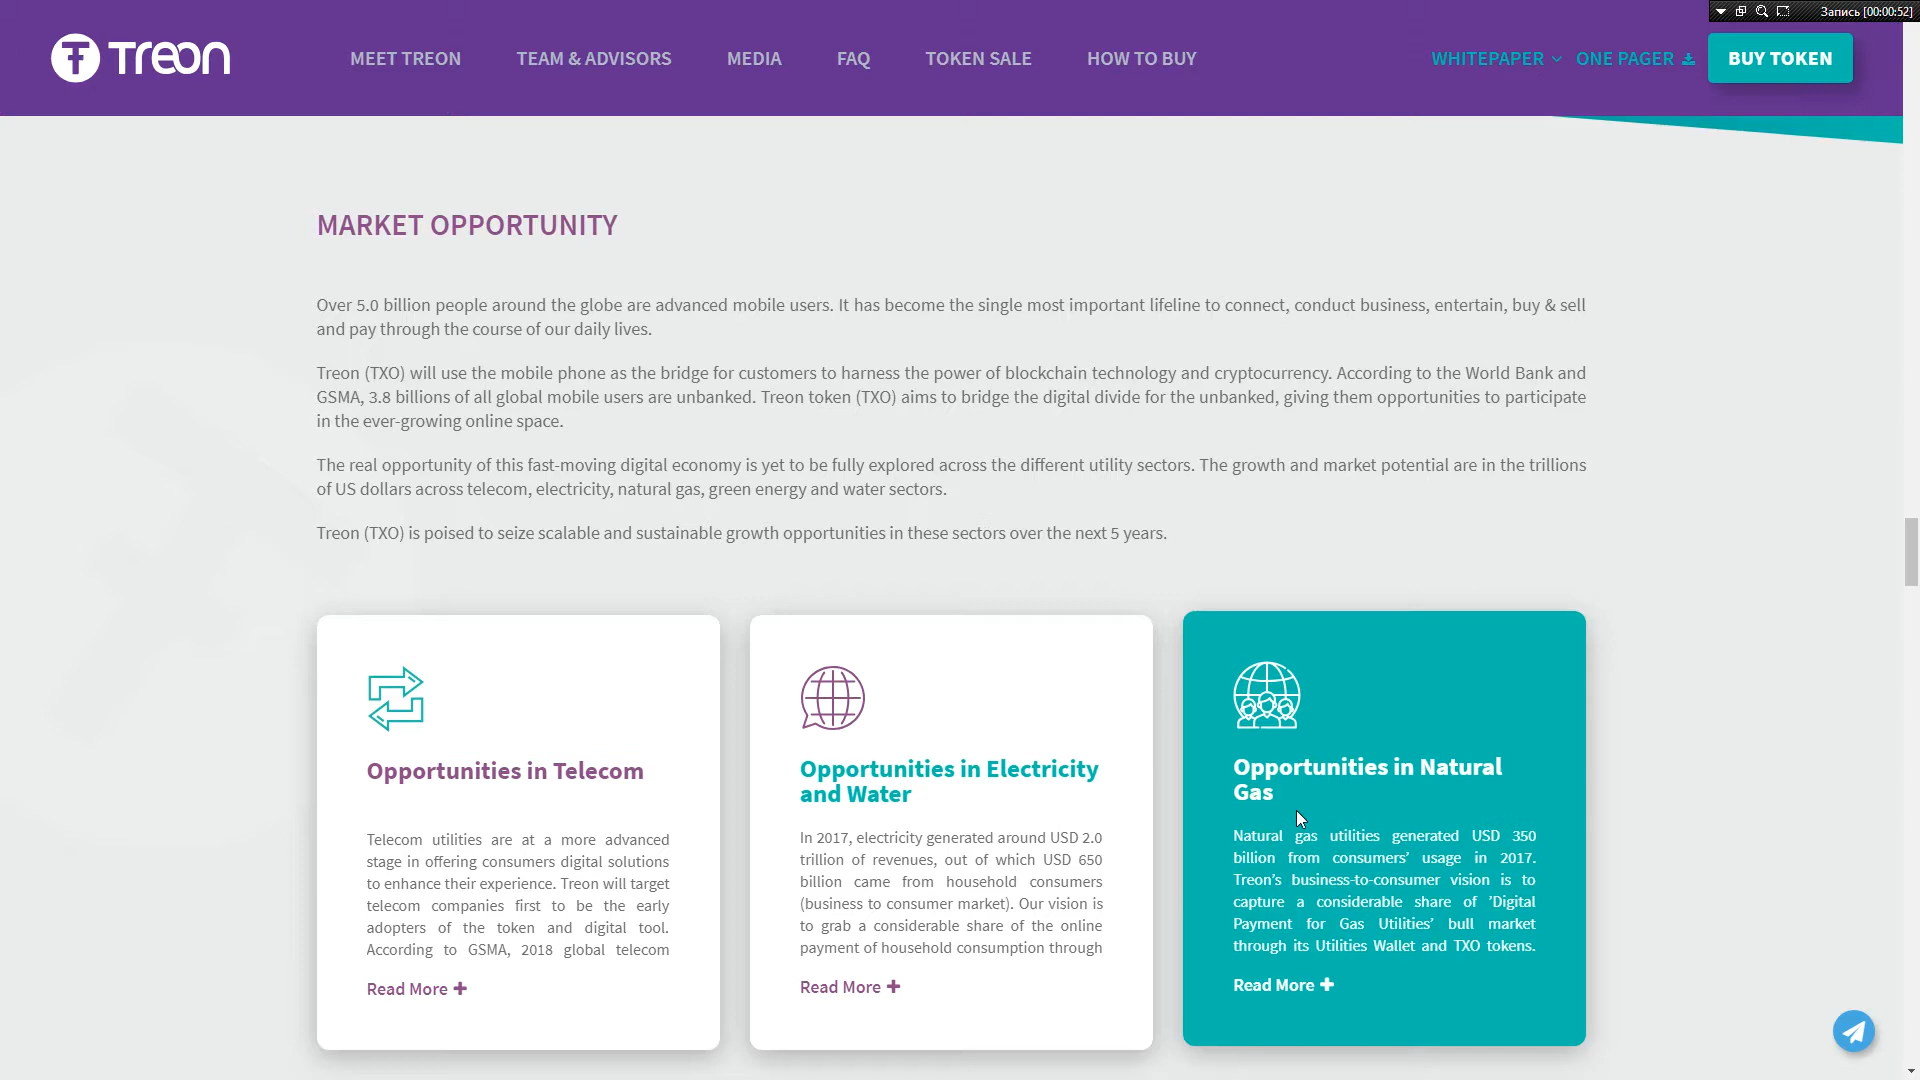 Запись [00:00:52]
Treon
MEET TREON
TEAM & ADVISORS
MEDIA
FAQ
TOKEN SALE
HOW TO BUY
WHITEPAPER
ONE PAGER
BUY TOKEN
MARKET OPPORTUNITY
Over 5.0 billion people around the globe are advanced mobile users. It has become the single most important lifeline to connect, conduct business, entertain, buy & sell
and pay through the course of our daily lives.
Treon (TXO) will use the mobile phone as the bridge for customers to harness the power of blockchain technology and cryptocurrency. According to the World Bank and
GSMA, 3.8 billions of all global mobile users are unbanked. Treon token (TXO) aims to bridge the digital divide for the unbanked, giving them opportunities to participate
in the ever-growing online space.
The real opportunity of this fast-moving digital economy is yet to be fully explored across the different utility sectors. The growth and market potential are in the trillions
of US dollars across telecom, electricity, natural gas, green energy and water sectors.
Treon (TXO) is poised to seize scalable and sustainable growth opportunities in these sectors over the next 5 years.
Opportunities in Telecom
Telecom utilities are at a more advanced
stage in offering consumers digital solutions
to enhance their experience. Treon will target
telecom companies first to be the early
adopters of the token and digital tool.
According to GSMA, 2018 global telecom
Read More
Opportunities in Electricity
and Water
In 2017, electricity generated around USD 2.0
trillion of revenues, out of which USD 650
billion came from household consumers
(business to consumer market). Our vision is
to grab a considerable share of the online
payment of household consumption through
Read More
Opportunities in Natural
Gas
Natural gas utilities generated USD 350
billion from consumers’ usage in 2017.
Treon’s business-to-consumer vision is to
capture a considerable share of ’Digital
Payment for Gas Utilities’ bull market
through its Utilities Wallet and TXO tokens.
Read More